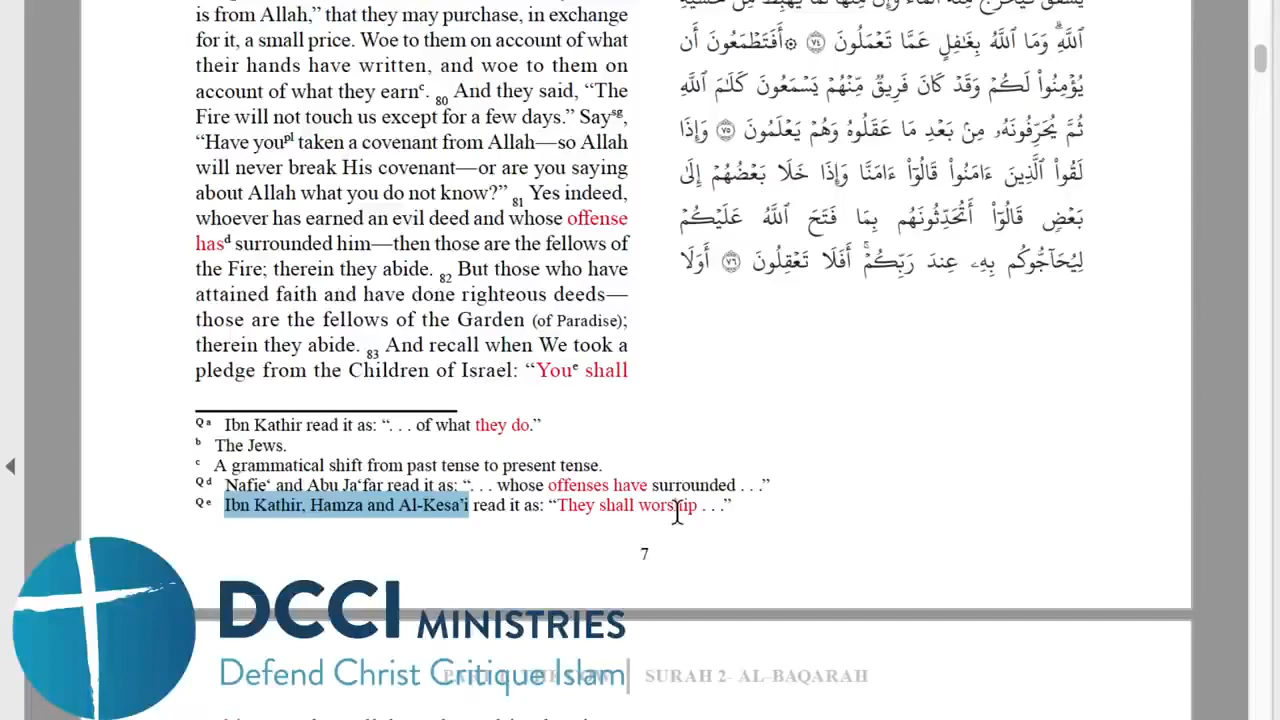 is from Allah,” that they may purchase, in exchange
for it, a small price. Woe to them on account of what
their hands have written, and woe to them on
account of what they earnᶜ. 80 And they said, “The
Fire will not touch us except for a few days.” Saysg,
“Have youpl taken a covenant from Allah—so Allah
will never break His covenant—or are you saying
about Allah what you do not know?” 81 Yes indeed,
whoever has earned an evil deed and whose offense
hasᵈ surrounded him—then those are the fellows of
the Fire; therein they abide. 82 But those who have
attained faith and have done righteous deeds—
those are the fellows of the Garden (of Paradise);
therein they abide. 83 And recall when We took a
pledge from the Children of Israel: “Youᵉ shall
ٱللَّهِۗ وَمَا ٱللَّهُ بِغَٰفِلٍ عَمَّا تَعۡمَلُونَ ٧٤ ۞أَفَتَطۡمَعُونَ أَن
يُؤۡمِنُواْ لَكُمۡ وَقَدۡ كَانَ فَرِيقٞ مِّنۡهُمۡ يَسۡمَعُونَ كَلَٰمَ ٱللَّهِ
ثُمَّ يُحَرِّفُونَهُۥ مِنۢ بَعۡدِ مَا عَقَلُوهُ وَهُمۡ يَعۡلَمُونَ ٧٥ وَإِذَا
لَقُواْ ٱلَّذِينَ ءَامَنُواْ قَالُوٓاْ ءَامَنَّا وَإِذَا خَلَا بَعۡضُهُمۡ إِلَىٰ
بَعۡضٖ قَالُوٓاْ أَتُحَدِّثُونَهُم بِمَا فَتَحَ ٱللَّهُ عَلَيۡكُمۡ
لِيُحَآجُّوكُم بِهِۦ عِندَ رَبِّكُمۡۚ أَفَلَا تَعۡقِلُونَ ٧٦ أَوَلَا
Q a Ibn Kathir read it as: “. . . of what they do.”
b The Jews.
c A grammatical shift from past tense to present tense.
Q d Nafie‘ and Abu Ja‘far read it as: “. . . whose offenses have surrounded . . .”
Q e Ibn Kathir, Hamza and Al-Kesa’i read it as: “They shall worship . . .”
7
DCCI MINISTRIES
Defend Christ Critique Islam
SURAH 2- AL-BAQARAH